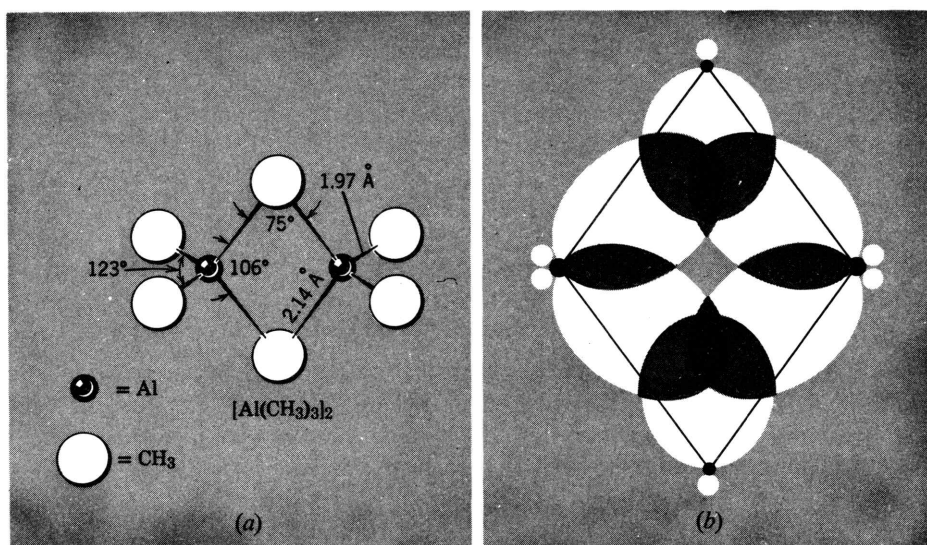 1.97 Å
75°
123°
106°
2.14 Å
[Al(CH₃)₃]₂
= Al
= CH₃
(a)
(b)